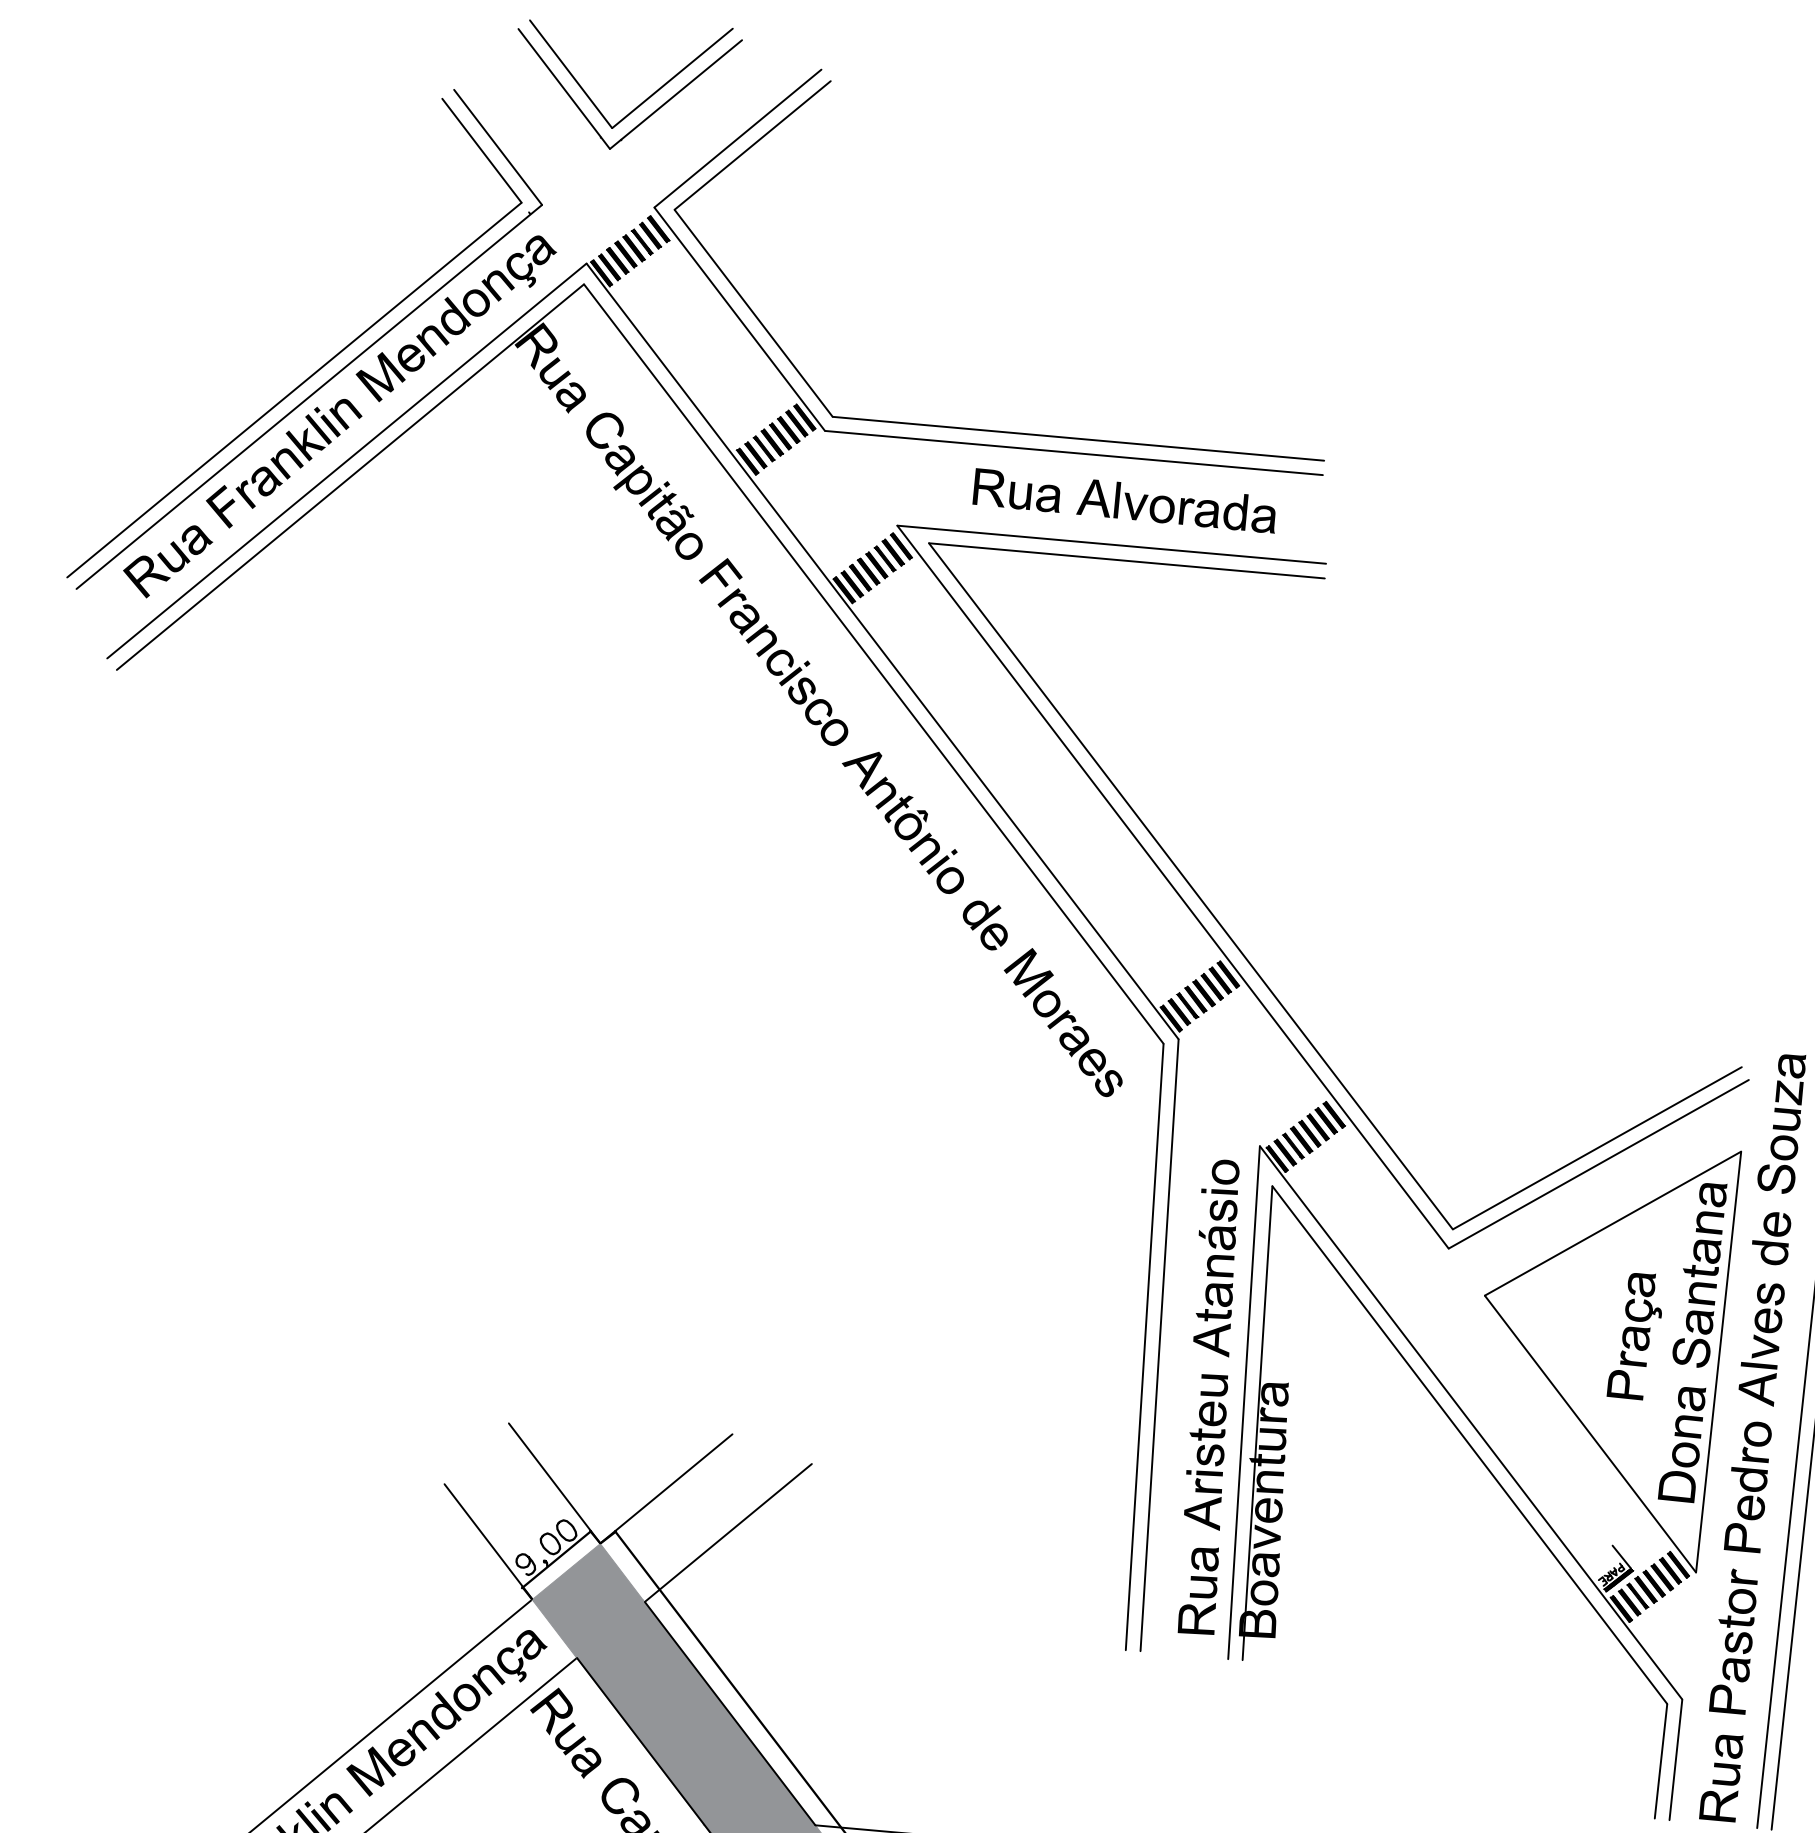 Rua Franklin Mendonça
Rua Capitão Francisco Antônio de Moraes
Rua Alvorada
Rua Aristeu Atanásio
Boaventura
Praça
Dona Santana
Rua Pastor Pedro Alves de Souza
PARE
9,00
klin Mendonça
Rua Ca